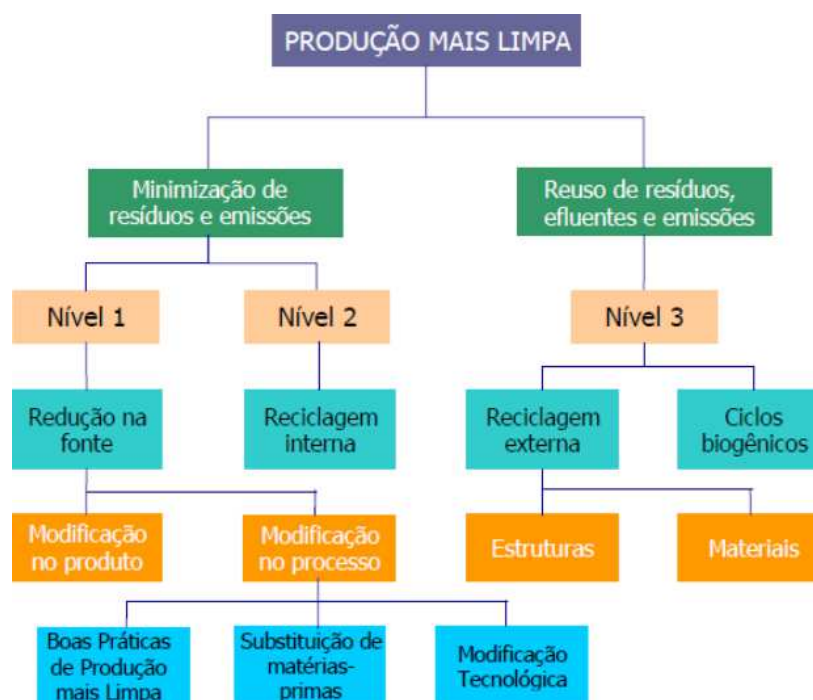 PRODUÇÃO MAIS LIMPA
Minimização de
resíduos e emissões
Reuso de resíduos,
efluentes e emissões
Nível 1
Nível 2
Nível 3
Redução na
fonte
Reciclagem
interna
Reciclagem
externa
Ciclos
biogênicos
Modificação
no produto
Modificação
no processo
Estruturas
Materiais
Boas Práticas
de Produção
mais Limpa
Substituição de
matérias-
primas
Modificação
Tecnológica